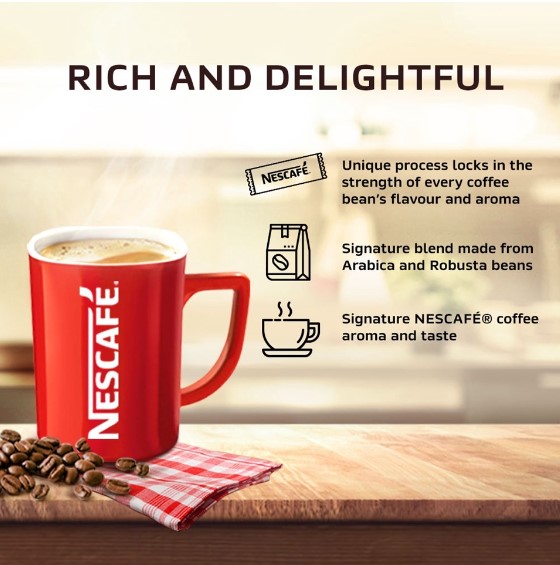 RICH AND DELIGHTFUL
NESCAFÉ
Unique process locks in the
strength of every coffee
bean's flavour and aroma
Signature blend made from
Arabica and Robusta beans
Signature NESCAFÉ® coffee
aroma and taste
NESCAFÉ.